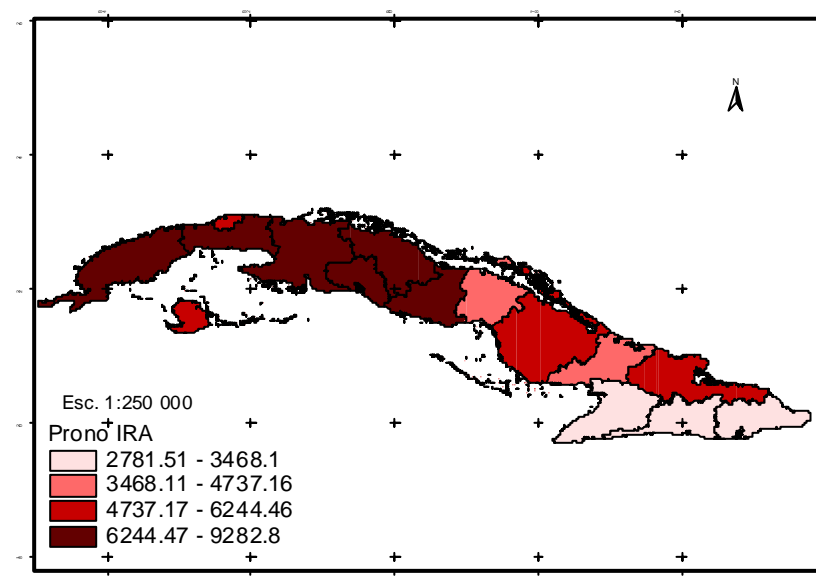 N
Esc. 1:250 000
Prono IRA
2781.51 - 3468.1
3468.11 - 4737.16
4737.17 - 6244.46
6244.47 - 9282.8